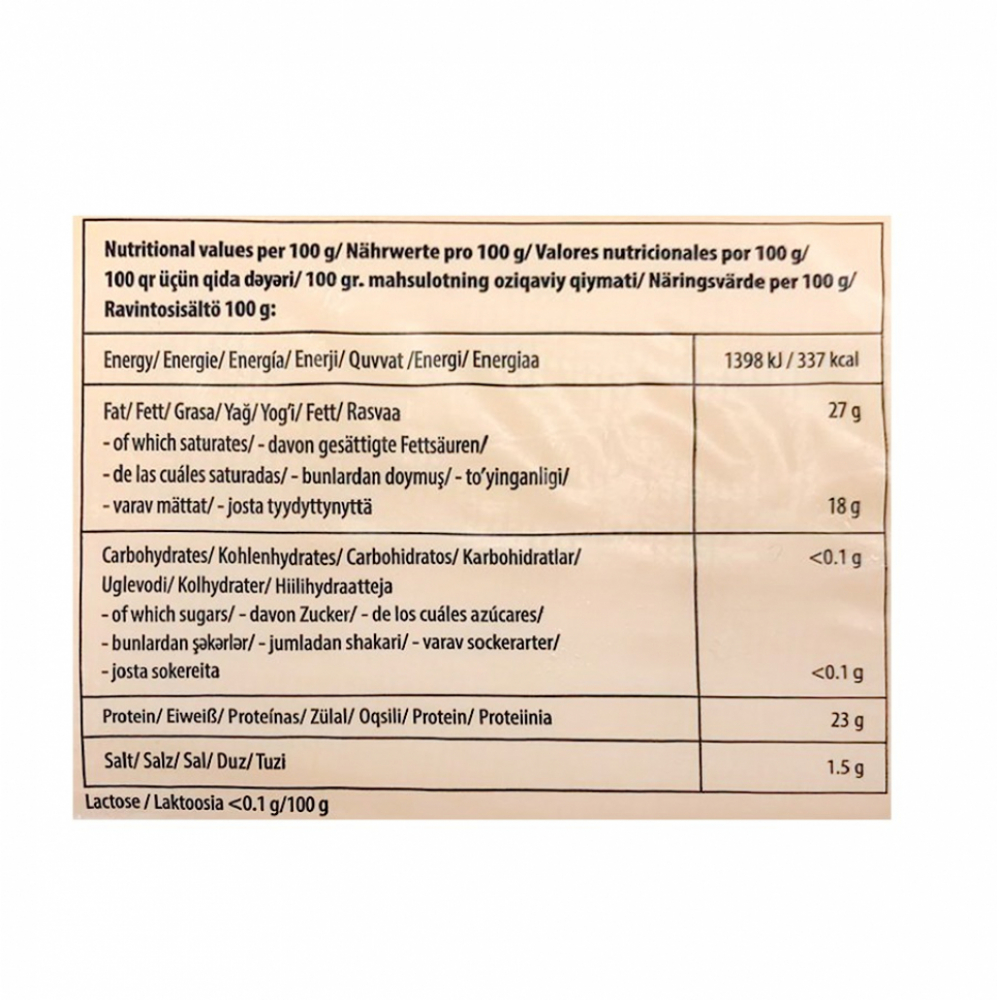 Nutritional values per 100 g/ Nährwerte pro 100 g/ Valores nutricionales por 100 g/
100 qr üçün qida dəyəri/ 100 gr. mahsulotning oziqaviy qiymati/ Näringsvärde per 100 g/
Ravintosisältö 100 g:
Energy/ Energie/ Energía/ Enerji/ Quvvat /Energi/ Energiaa 1398 kJ / 337 kcal
Fat/ Fett/ Grasa/ Yağ/ Yog'i/ Fett/ Rasvaa 27 g
- of which saturates/ - davon gesättigte Fettsäuren/
- de las cuáles saturadas/ - bunlardan doymuş/ - to'yinganligi/
- varav mättat/ - josta tyydyttynyttä 18 g
Carbohydrates/ Kohlenhydrates/ Carbohidratos/ Karbohidratlar/ <0.1 g
Uglevodi/ Kolhydrater/ Hiilihydraatteja
- of which sugars/ - davon Zucker/ - de los cuáles azúcares/
- bunlardan şəkərlər/ - jumladan shakari/ - varav sockerarter/
- josta sokereita <0.1 g
Protein/ Eiweiß/ Proteínas/ Zülal/ Oqsili/ Protein/ Proteiinia 23 g
Salt/ Salz/ Sal/ Duz/ Tuzi 1.5 g
Lactose / Laktoosia <0.1 g/100 g